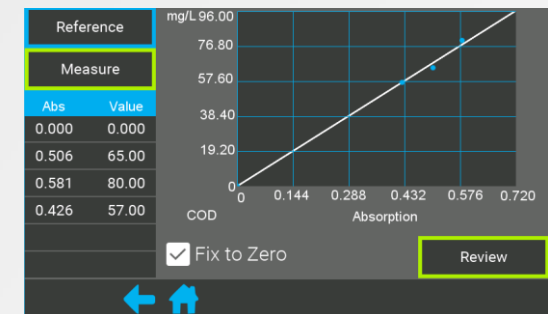 Reference
Measure
Abs Value
0.000 0.000
0.506 65.00
0.581 80.00
0.426 57.00
mg/L 96.00
76.80
57.60
38.40
19.20
0
0 0.144 0.288 0.432 0.576 0.720
COD Absorption
Fix to Zero
Review